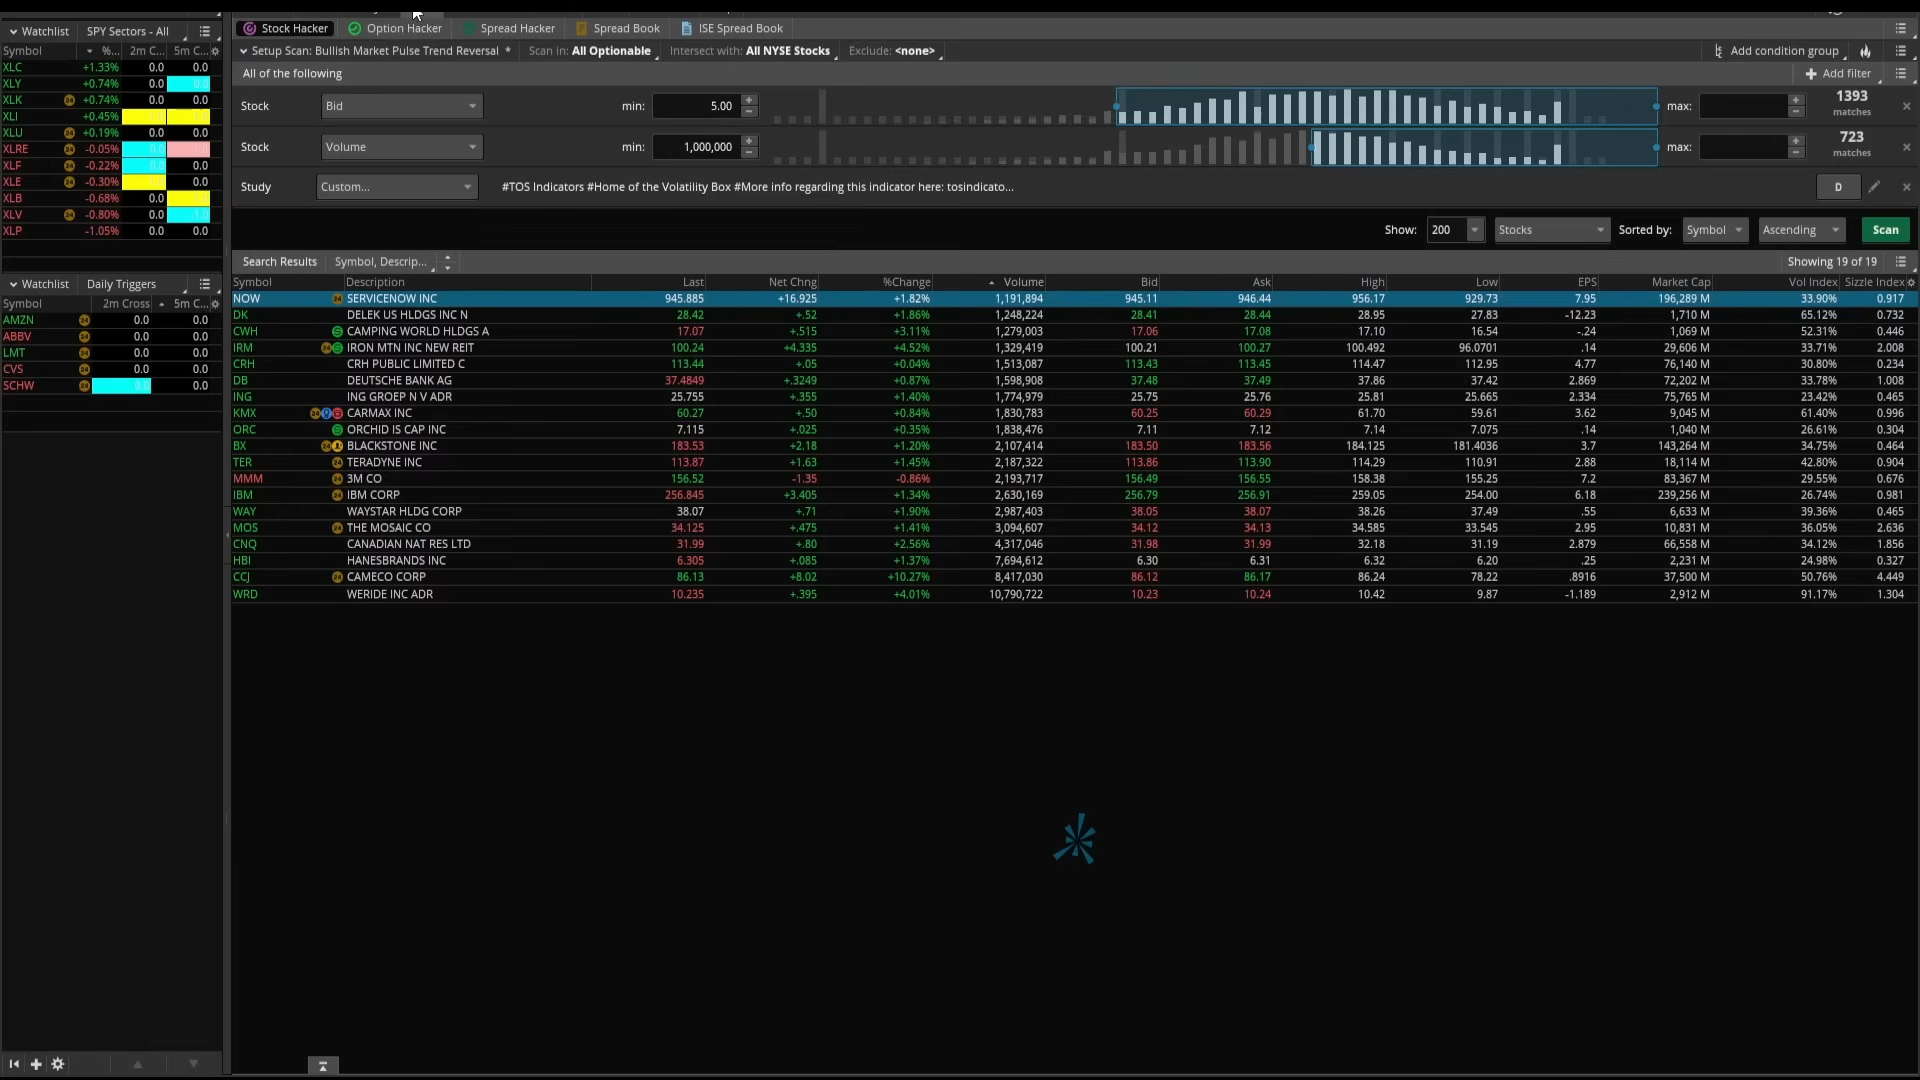 Watchlist SPY Sectors - All
Symbol %... 2m C... 5m C...
XLC +1.33% 0.0 0.0
XLY +0.74% 0.0
XLK +0.74% 0.0 0.0
XLI +0.45%
XLU +0.19% 0.0 0.0
XLRE -0.05%
XLF -0.22% 0.0
XLE -0.30% 0.0
XLB -0.68% 0.0
XLV -0.80% 0.0
XLP -1.05% 0.0 0.0
Watchlist Daily Triggers
Symbol 2m Cross 5m C...
AMZN 0.0 0.0
ABBV 0.0 0.0
LMT 0.0 0.0
CVS 0.0 0.0
SCHW 0.0 0.0
Stock Hacker Option Hacker Spread Hacker Spread Book ISE Spread Book
Setup Scan: Bullish Market Pulse Trend Reversal * Scan in: All Optionable Intersect with: All NYSE Stocks Exclude: <none> Add condition group
All of the following Add filter
Stock Bid min: 5.00 max: 1393 matches
Stock Volume min: 1,000,000 max: 723 matches
Study Custom... #TOS Indicators #Home of the Volatility Box #More info regarding this indicator here: tosindicato... D
Show: 200 Stocks Sorted by: Symbol Ascending Scan
Search Results Symbol, Descrip... Showing 19 of 19
Symbol Description Last Net Chng %Change Volume Bid Ask High Low EPS Market Cap Vol Index Sizzle Index
NOW SERVICENOW INC 945.885 +16.925 +1.82% 1,191,894 945.11 946.44 956.17 929.73 7.95 196,289 M 33.90% 0.917
DK DELEK US HLDGS INC N 28.42 +.52 +1.86% 1,248,224 28.41 28.44 28.95 27.83 -12.23 1,710 M 65.12% 0.732
CWH CAMPING WORLD HLDGS A 17.07 +.515 +3.11% 1,279,003 17.06 17.08 17.10 16.54 -.24 1,069 M 52.31% 0.446
IRM IRON MTN INC NEW REIT 100.24 +4.335 +4.52% 1,329,419 100.21 100.27 100.492 96.0701 .14 29,606 M 33.71% 2.008
CRH CRH PUBLIC LIMITED C 113.44 +.05 +0.04% 1,513,087 113.43 113.45 114.47 112.95 4.77 76,140 M 30.80% 0.234
DB DEUTSCHE BANK AG 37.4849 +.3249 +0.87% 1,598,908 37.48 37.49 37.86 37.42 2.869 72,202 M 33.78% 1.008
ING ING GROEP N V ADR 25.755 +.355 +1.40% 1,774,979 25.75 25.76 25.81 25.665 2.334 75,765 M 23.42% 0.465
KMX CARMAX INC 60.27 +.50 +0.84% 1,830,783 60.25 60.29 61.70 59.61 3.62 9,045 M 61.40% 0.996
ORC ORCHID IS CAP INC 7.115 +.025 +0.35% 1,838,476 7.11 7.12 7.14 7.075 .14 1,040 M 26.61% 0.304
BX BLACKSTONE INC 183.53 +2.18 +1.20% 2,107,414 183.50 183.56 184.125 181.4036 3.7 143,264 M 34.75% 0.464
TER TERADYNE INC 113.87 +1.63 +1.45% 2,187,322 113.86 113.90 114.29 110.91 2.88 18,114 M 42.80% 0.904
MMM 3M CO 156.52 -1.35 -0.86% 2,193,717 156.49 156.55 158.38 155.25 7.2 83,367 M 29.55% 0.676
IBM IBM CORP 256.845 +3.405 +1.34% 2,630,169 256.79 256.91 259.05 254.00 6.18 239,256 M 26.74% 0.981
WAY WAYSTAR HLDG CORP 38.07 +.71 +1.90% 2,987,403 38.05 38.07 38.26 37.49 .55 6,633 M 39.36% 0.465
MOS THE MOSAIC CO 34.125 +.475 +1.41% 3,094,607 34.12 34.13 34.585 33.545 2.95 10,831 M 36.05% 2.636
CNQ CANADIAN NAT RES LTD 31.99 +.80 +2.56% 4,317,046 31.98 31.99 32.18 31.19 2.879 66,558 M 34.12% 1.856
HBI HANESBRANDS INC 6.305 +.085 +1.37% 7,694,612 6.30 6.31 6.32 6.20 .25 2,231 M 24.98% 0.327
CCJ CAMECO CORP 86.13 +8.02 +10.27% 8,417,030 86.12 86.17 86.24 78.22 .8916 37,500 M 50.76% 4.449
WRD WERIDE INC ADR 10.235 +.395 +4.01% 10,790,722 10.23 10.24 10.42 9.87 -1.189 2,912 M 91.17% 1.304